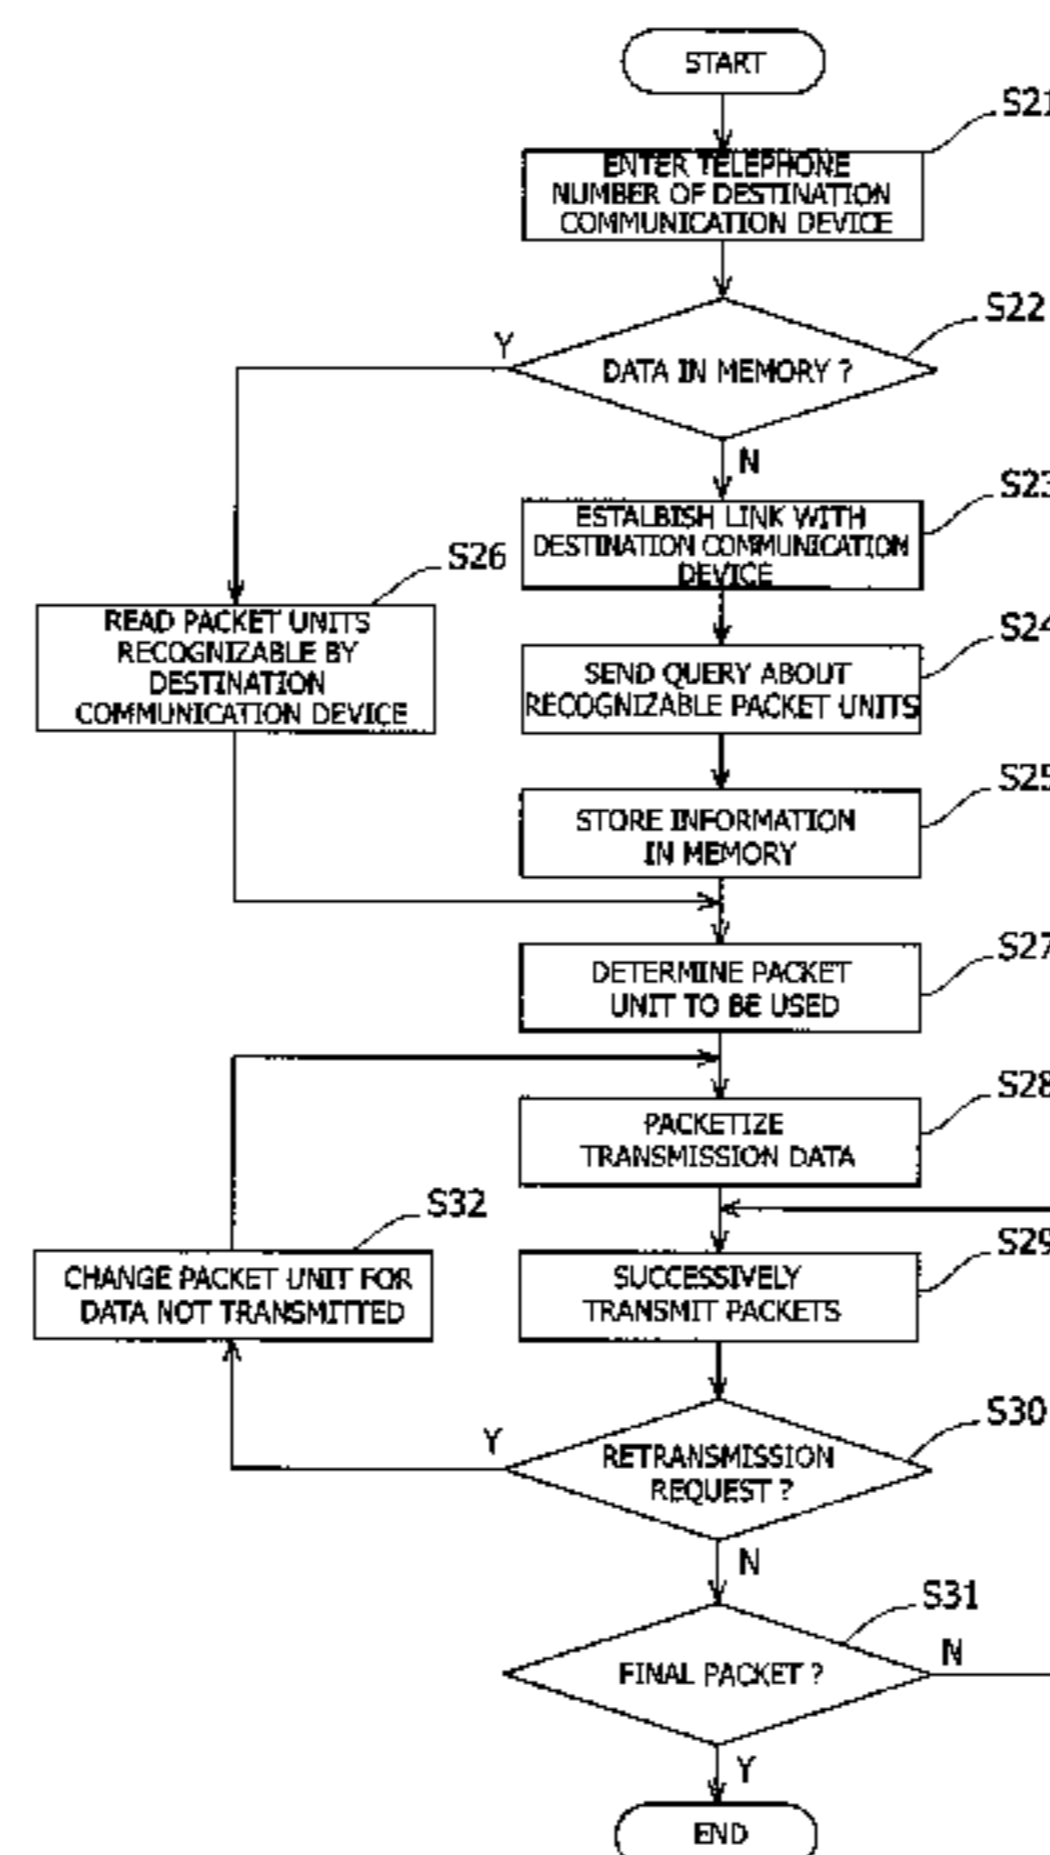 START
S21
ENTER TELEPHONE
NUMBER OF DESTINATION
COMMUNICATION DEVICE
S22
Y
DATA IN MEMORY ?
N
S23
ESTALBISH LINK WITH
DESTINATION COMMUNICATION
DEVICE
S26
READ PACKET UNITS
RECOGNIZABLE BY
DESTINATION
COMMUNICATION DEVICE
S24
SEND QUERY ABOUT
RECOGNIZABLE PACKET UNITS
S25
STORE INFORMATION
IN MEMORY
S27
DETERMINE PACKET
UNIT TO BE USED
S28
PACKETIZE
TRANSMISSION DATA
S32
CHANGE PACKET UNIT FOR
DATA NOT TRANSMITTED
S29
SUCCESSIVELY
TRANSMIT PACKETS
S30
Y
RETRANSMISSION
REQUEST ?
N
S31
FINAL PACKET ?
N
Y
END